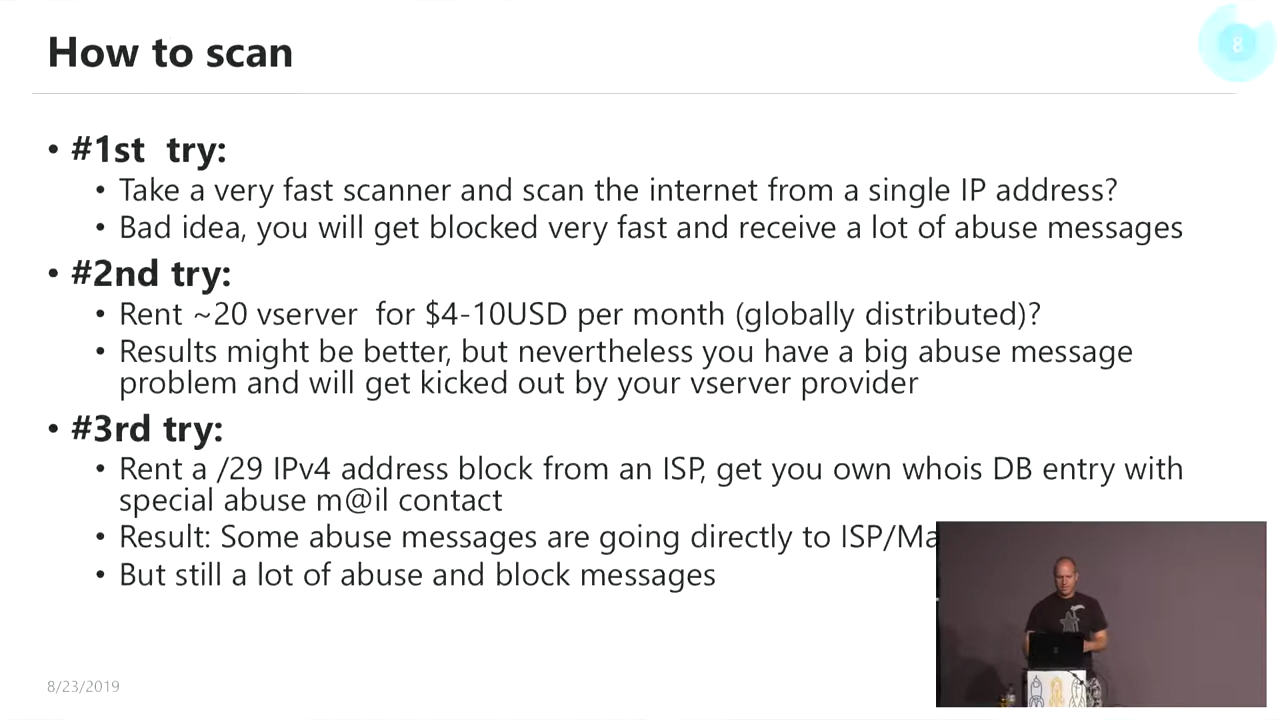 How to scan
8
• #1st  try:
• Take a very fast scanner and scan the internet from a single IP address?
• Bad idea, you will get blocked very fast and receive a lot of abuse messages
• #2nd try:
• Rent ~20 vserver  for $4-10USD per month (globally distributed)?
• Results might be better, but nevertheless you have a big abuse message
problem and will get kicked out by your vserver provider
• #3rd try:
• Rent a /29 IPv4 address block from an ISP, get you own whois DB entry with
special abuse m@il contact
• Result: Some abuse messages are going directly to ISP/Ma
• But still a lot of abuse and block messages
8/23/2019